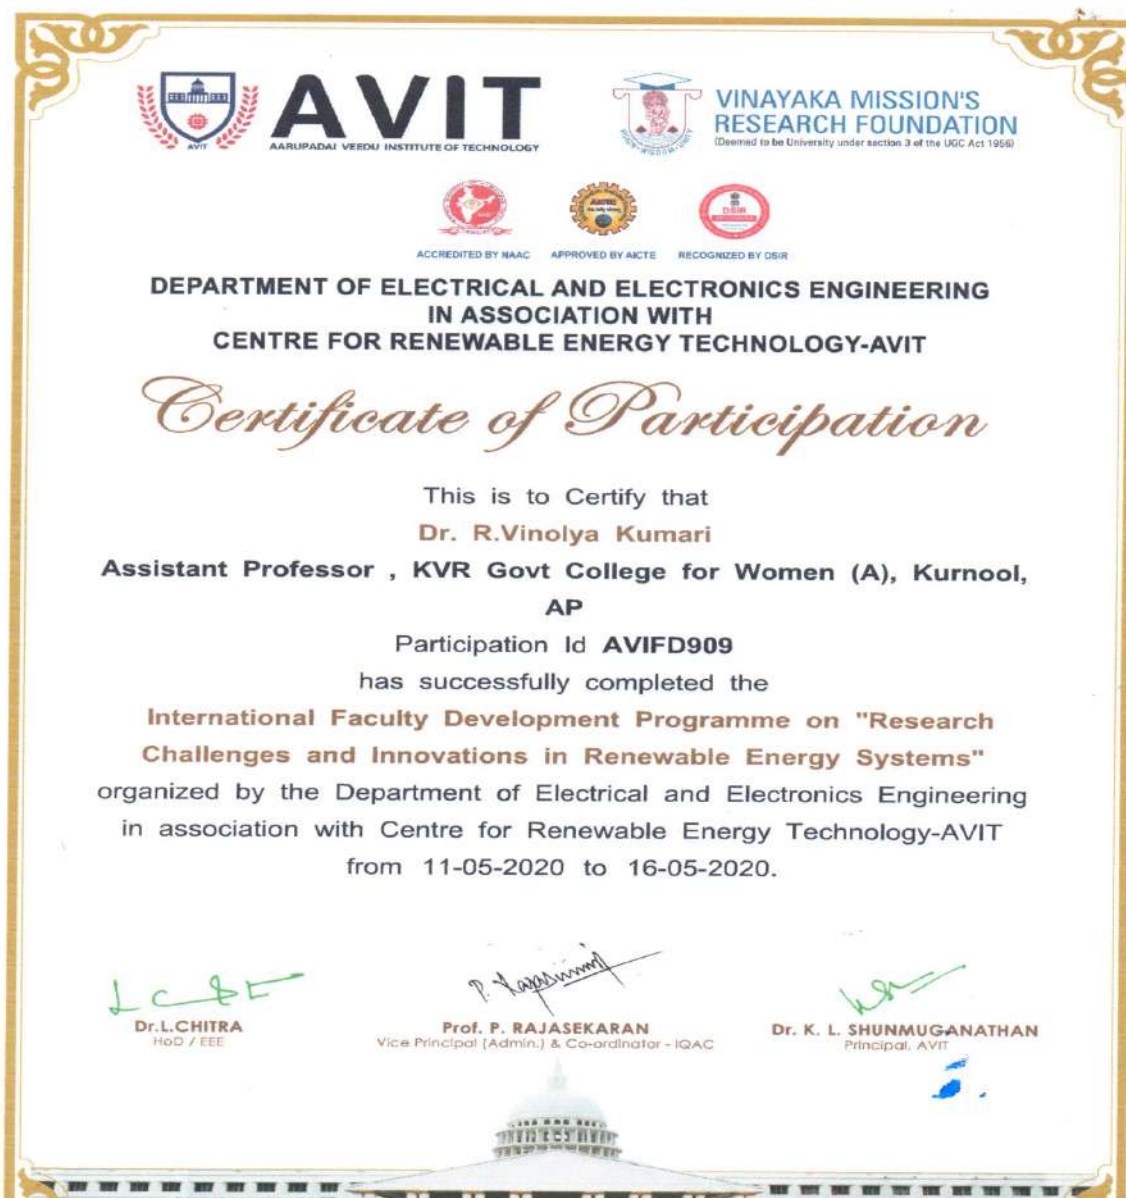 AVIT
AVIT
AARUPADAI VEEDU INSTITUTE OF TECHNOLOGY
VINAYAKA MISSION'S
RESEARCH FOUNDATION
(Deemed to be University under section 3 of the UGC Act 1956)
DSIR
ACCREDITED BY NAAC APPROVED BY AICTE RECOGNIZED BY DSIR
DEPARTMENT OF ELECTRICAL AND ELECTRONICS ENGINEERING
IN ASSOCIATION WITH
CENTRE FOR RENEWABLE ENERGY TECHNOLOGY-AVIT
Certificate of Participation
This is to Certify that
Dr. R.Vinolya Kumari
Assistant Professor , KVR Govt College for Women (A), Kurnool,
AP
Participation Id AVIFD909
has successfully completed the
International Faculty Development Programme on "Research
Challenges and Innovations in Renewable Energy Systems"
organized by the Department of Electrical and Electronics Engineering
in association with Centre for Renewable Energy Technology-AVIT
from 11-05-2020 to 16-05-2020.
Dr.L.CHITRA
HoD / EEE
Prof. P. RAJASEKARAN
Vice Principal (Admin.) & Co-ordinator - IQAC
Dr. K. L. SHUNMUGANATHAN
Principal, AVIT